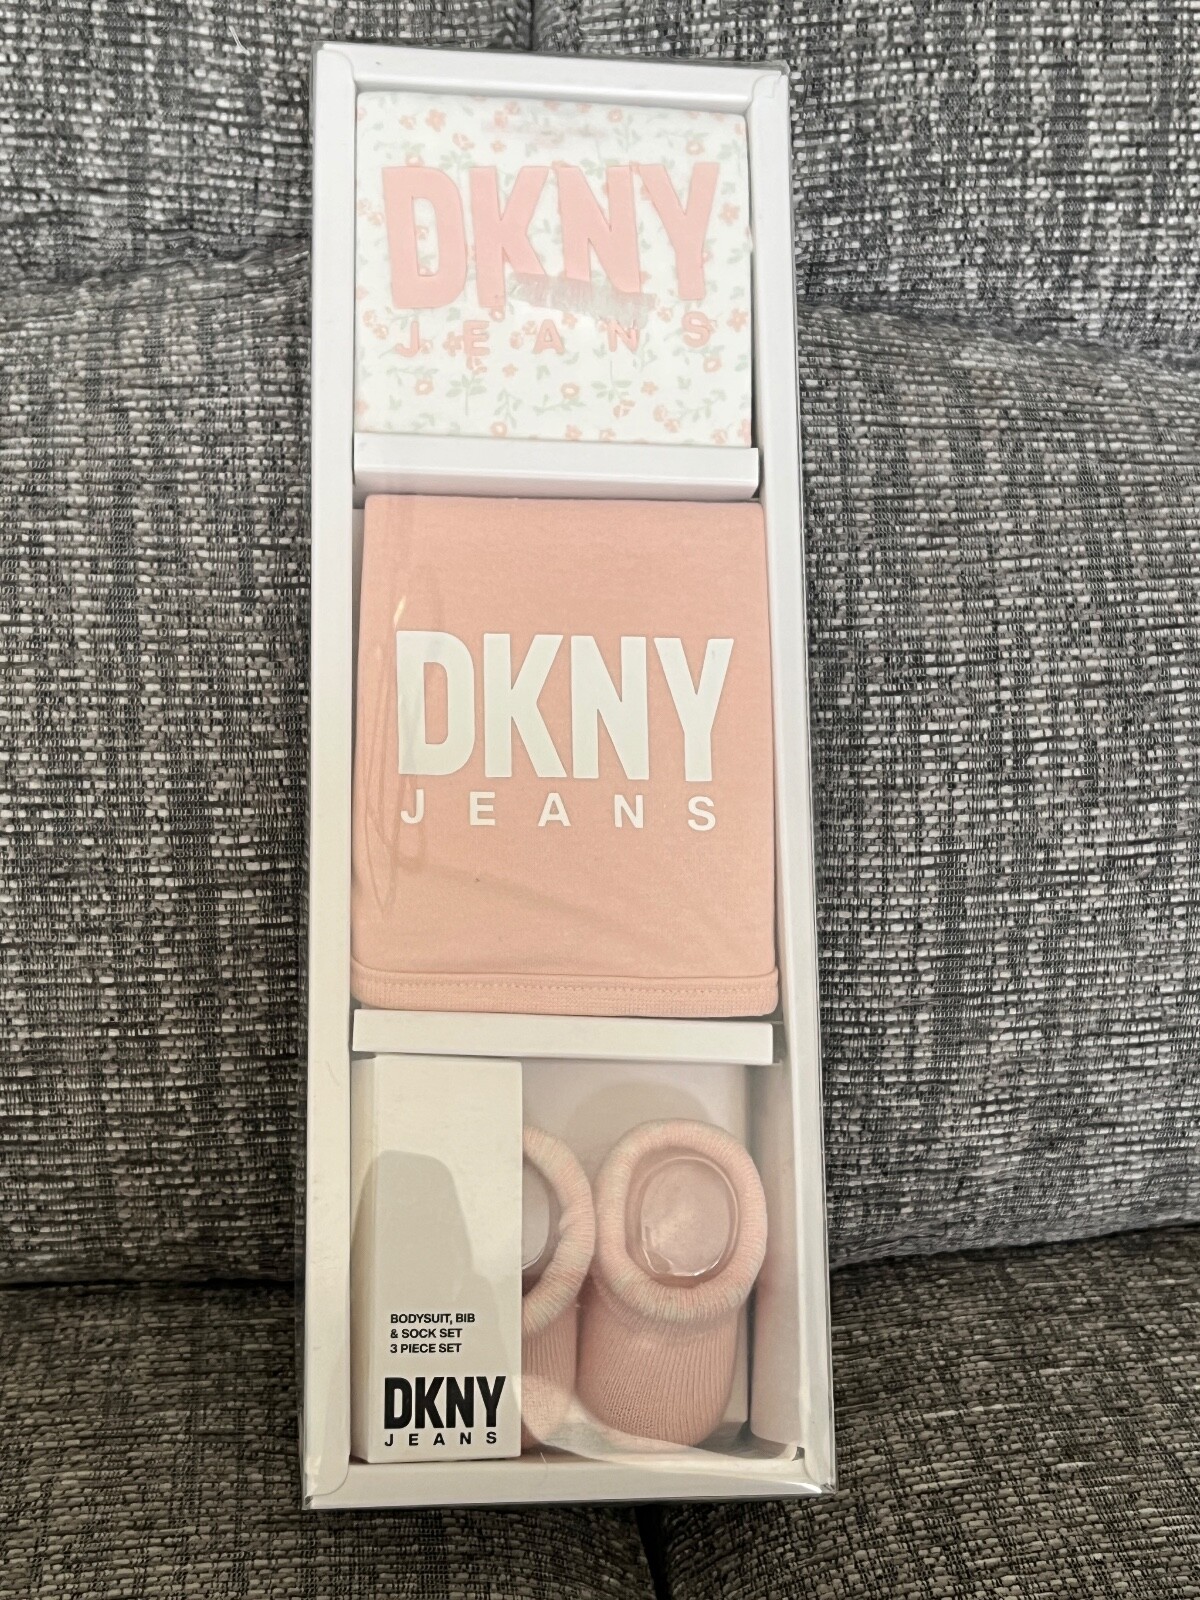 DKNY
JEANS
DKNY
JEANS
BODYSUIT, BIB
& SOCK SET
3 PIECE SET
DKNY
JEANS